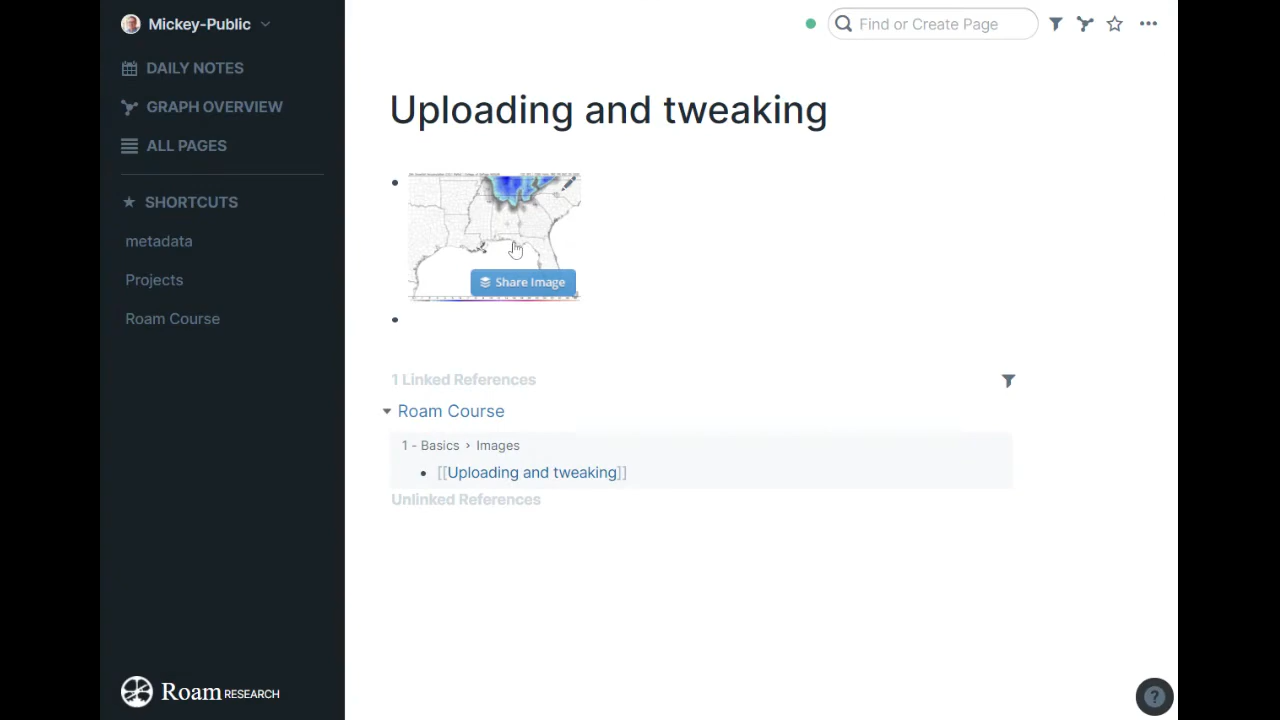 Mickey-Public
Find or Create Page
DAILY NOTES
GRAPH OVERVIEW
ALL PAGES
SHORTCUTS
metadata
Projects
Roam Course
Uploading and tweaking
Share Image
1 Linked References
Roam Course
1 - Basics › Images
[[Uploading and tweaking]]
Unlinked References
Roam RESEARCH
?